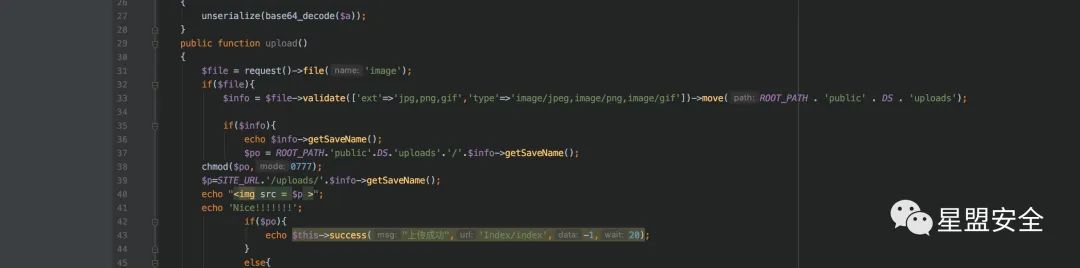 26 {
27 unserialize(base64_decode($a));
28 }
29 public function upload()
30 {
31 $file = request()->file( name: 'image');
32 if($file){
33 $info = $file->validate(['ext'=>'jpg,png,gif','type'=>'image/jpeg,image/png,image/gif'])->move( path: ROOT_PATH . 'public' . DS . 'uploads');
34
35 if($info){
36 echo $info->getSaveName();
37 $po = ROOT_PATH.'public'.DS.'uploads'.'/'.$info->getSaveName();
38 chmod($po, mode: 0777);
39 $p=SITE_URL.'/uploads/'.$info->getSaveName();
40 echo "<img src = $p >";
41 echo 'Nice!!!!!!!';
42 if($po){
43 echo $this->success( msg: "上传成功", url: 'Index/index', data: -1, wait: 20);
44 }
45 else{
星盟安全